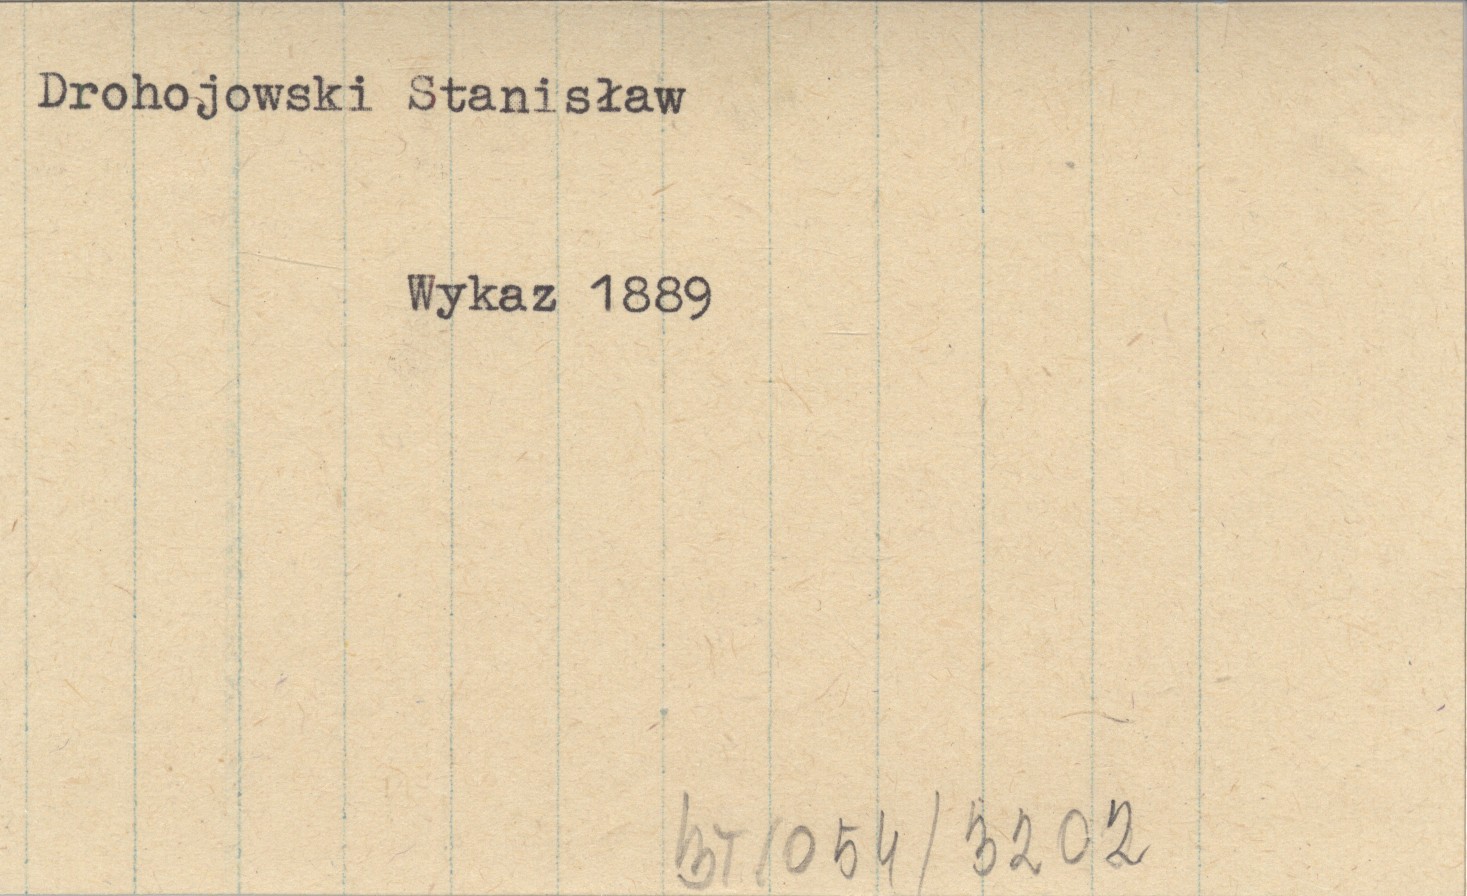 Drohojowski Stanisław
Wykaz 1889
BT/054/3202